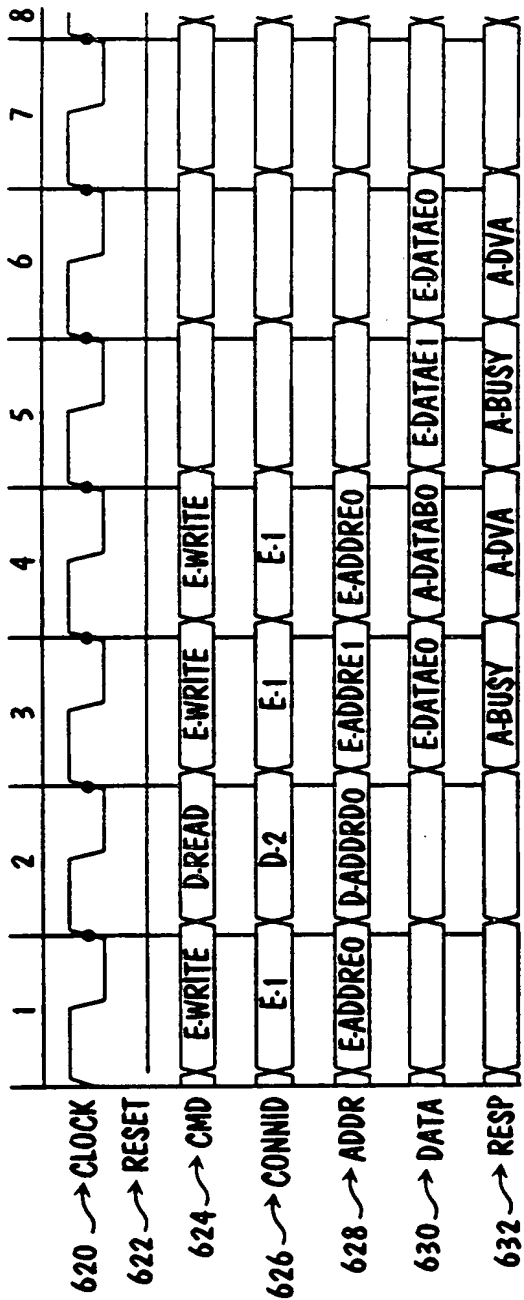 1 2 3 4 5 6 7 8
620 CLOCK
622 RESET
624 CMD E-WRITE D-READ E-WRITE E-WRITE
626 CONNID E-1 D-2 E-1 E-1
628 ADDR E-ADDRE0 D-ADDRD0 E-ADDRE1 E-ADDRE0
630 DATA E-DATAE0 A-DATAB0 E-DATAE1 E-DATAE0
632 RESP A-BUSY A-DVA A-BUSY A-DVA